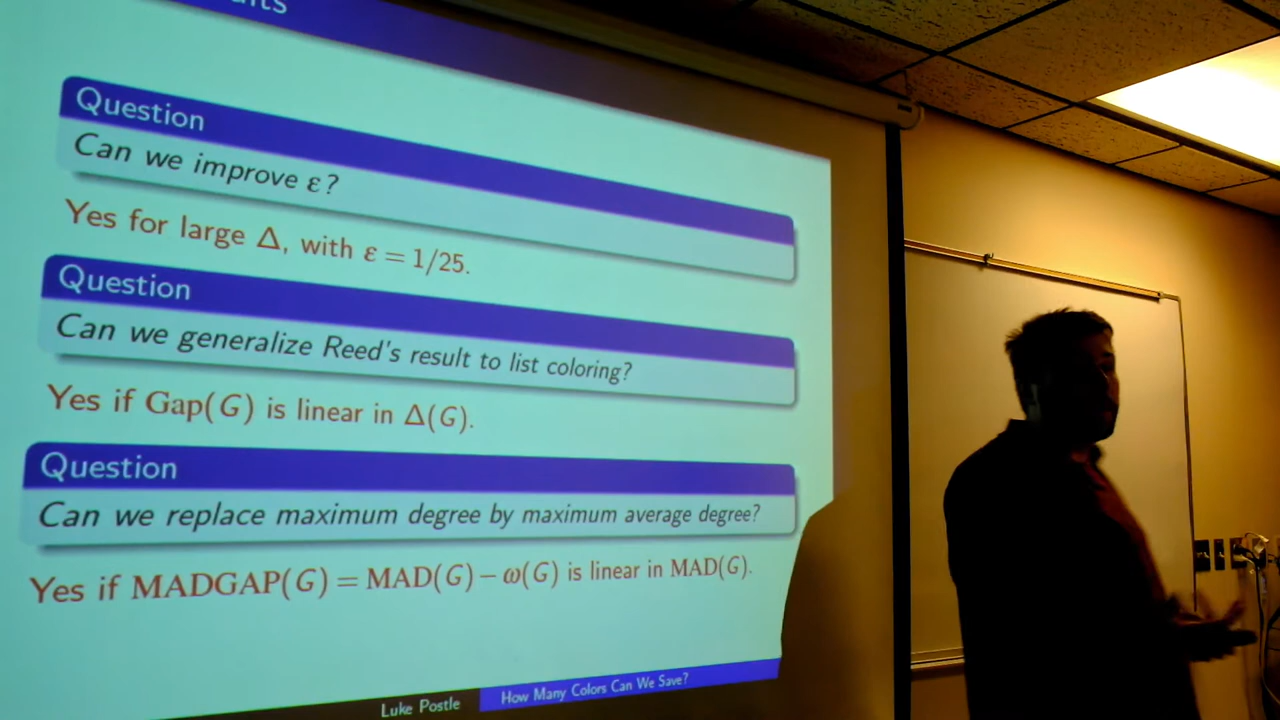 Question
Can we improve ε?
Yes for large Δ, with ε = 1/25.
Question
Can we generalize Reed's result to list coloring?
Yes if Gap(G) is linear in Δ(G).
Question
Can we replace maximum degree by maximum average degree?
Yes if MADGAP(G) = MAD(G) − ω(G) is linear in MAD(G).
Luke Postle
How Many Colors Can We Save?